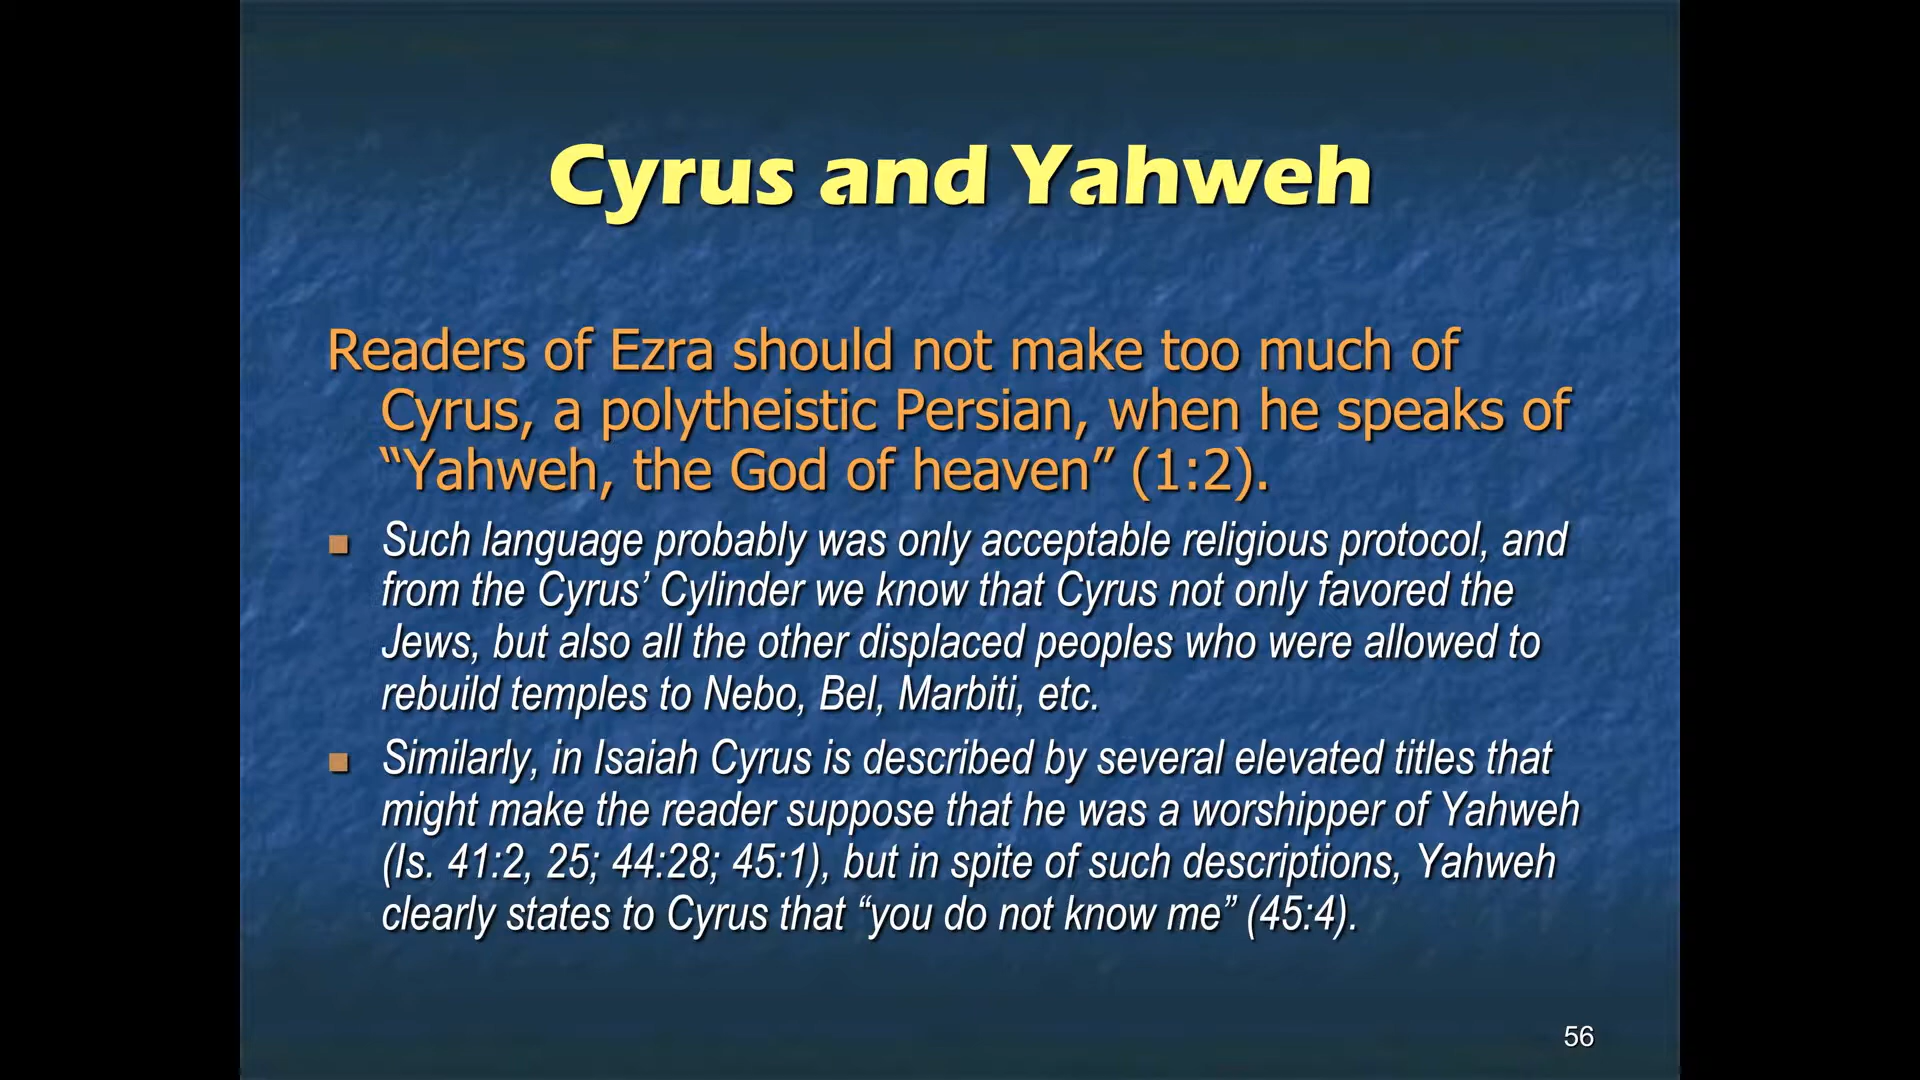 Cyrus and Yahweh
Readers of Ezra should not make too much of
Cyrus, a polytheistic Persian, when he speaks of
“Yahweh, the God of heaven” (1:2).
■ Such language probably was only acceptable religious protocol, and
from the Cyrus’ Cylinder we know that Cyrus not only favored the
Jews, but also all the other displaced peoples who were allowed to
rebuild temples to Nebo, Bel, Marbiti, etc.
■ Similarly, in Isaiah Cyrus is described by several elevated titles that
might make the reader suppose that he was a worshipper of Yahweh
(Is. 41:2, 25; 44:28; 45:1), but in spite of such descriptions, Yahweh
clearly states to Cyrus that “you do not know me” (45:4).
56